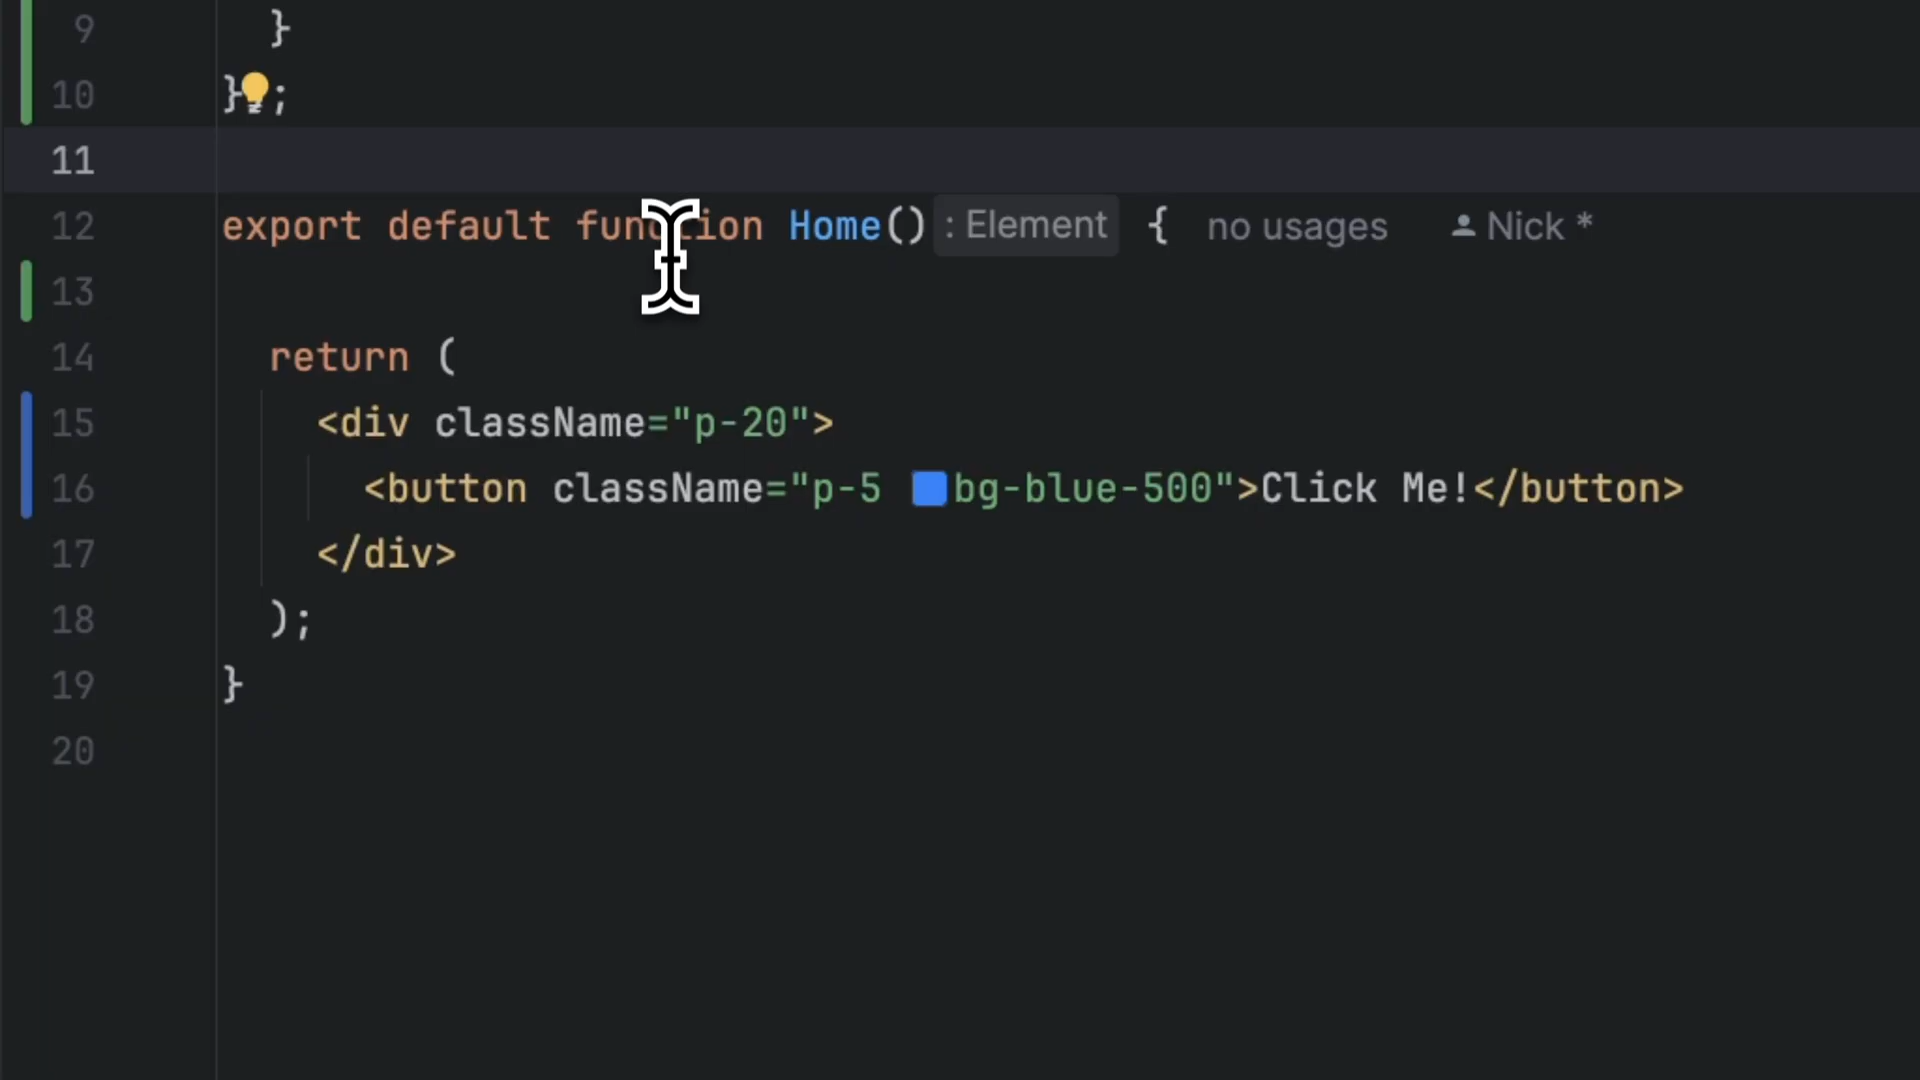 9 }
10 };
11
12 export default function Home() : Element { no usages Nick *
13
14 return (
15 <div className="p-20">
16 <button className="p-5 bg-blue-500">Click Me!</button>
17 </div>
18 );
19 }
20